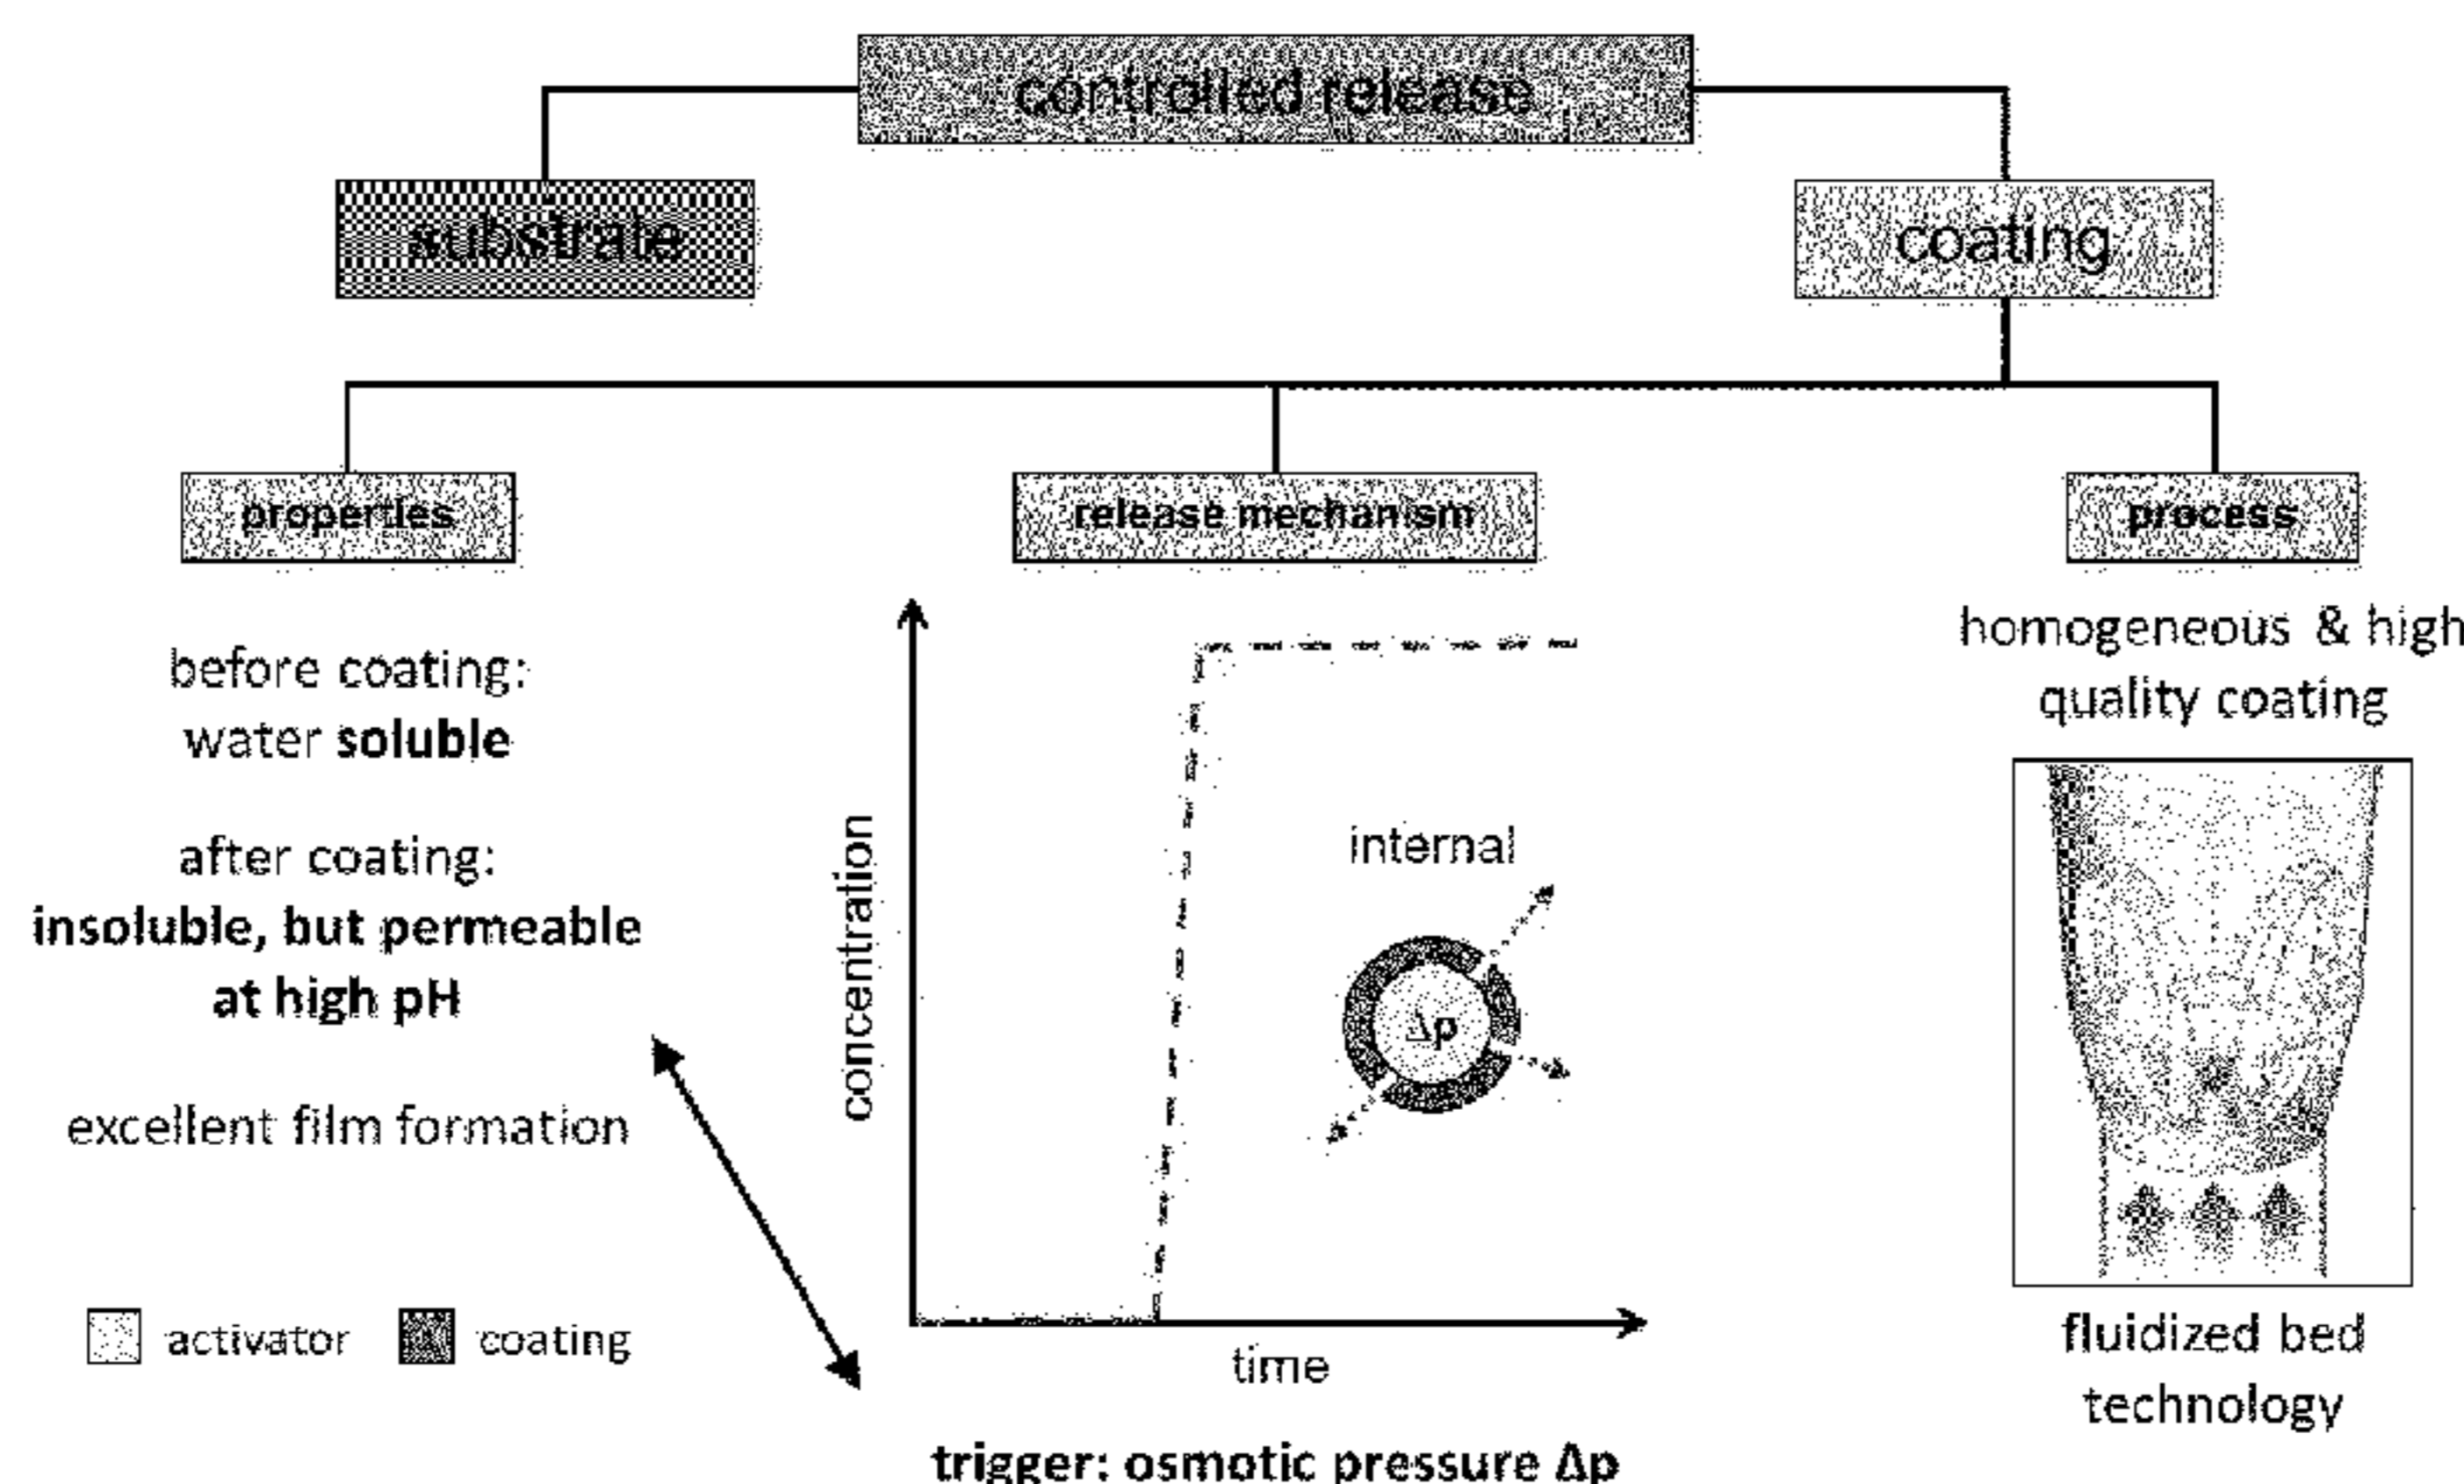 controlled release
substrate
coating
properties
release mechanism
process
before coating:
water soluble
after coating:
insoluble, but permeable
at high pH
excellent film formation
activator
coating
concentration
internal
Δp
time
trigger: osmotic pressure Δp
homogeneous & high
quality coating
fluidized bed
technology